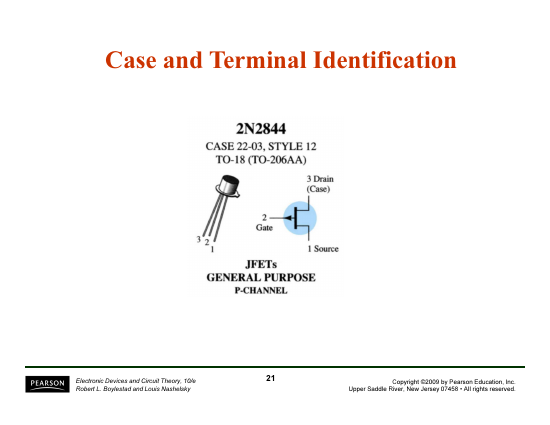 Case and Terminal Identification
2N2844
CASE 22-03, STYLE 12
TO-18 (TO-206AA)
3 Drain
(Case)
2
Gate
3
2
1
1 Source
JFETs
GENERAL PURPOSE
P-CHANNEL
PEARSON
Electronic Devices and Circuit Theory, 10/e
Robert L. Boylestad and Louis Nashelsky
21
Copyright ©2009 by Pearson Education, Inc.
Upper Saddle River, New Jersey 07458 • All rights reserved.